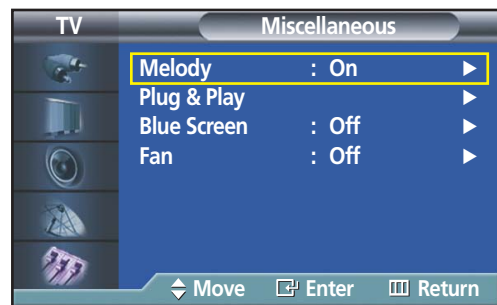 TV Miscellaneous
Melody : On
Plug & Play
Blue Screen : Off
Fan : Off
Move Enter Return